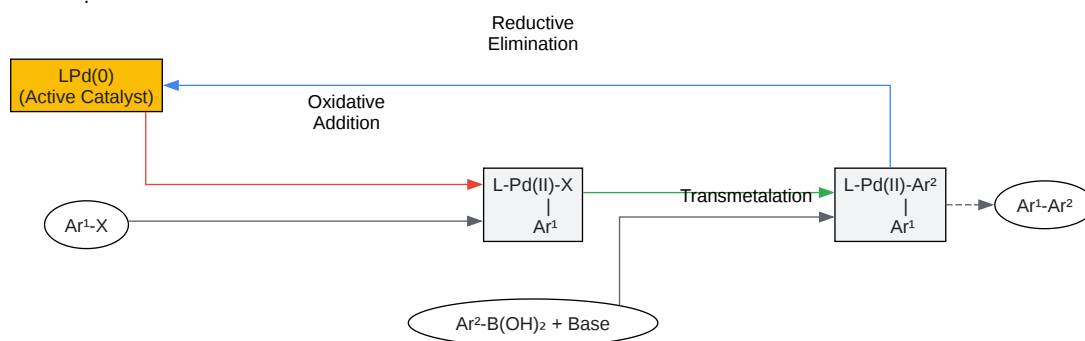 Reductive
Elimination
LPd(0)
(Active Catalyst)
Oxidative
Addition
L-Pd(II)-X
|
Ar¹
Transmetalation
L-Pd(II)-Ar²
|
Ar¹
Ar¹-X
Ar¹-Ar²
Ar²-B(OH)₂ + Base